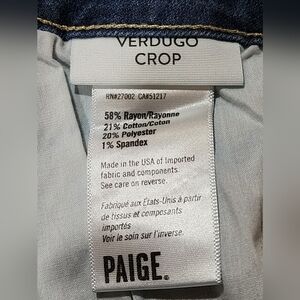 VERDUGO
CROP
RN#27002 CA#51217
58% Rayon/Rayonne
21% Cotton/Coton
20% Polyester
1% Spandex
Made in the USA of Imported
fabric and components.
See care on reverse.
Fabriqué aux États-Unis à partir
de tissus et composants
importés
Voir le soin sur l'inverse.
PAIGE®